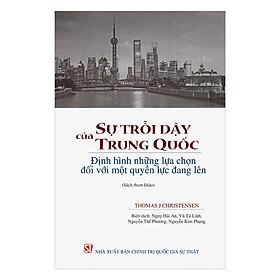 SỰ TRỖI DẬY
của TRUNG QUỐC
Định hình những lựa chọn
đối với một quyền lực đang lên
(Sách tham khảo)
THOMAS J.CHRISTENSEN
Biên dịch: Ngụy Hải An, Vũ Tú Linh,
Nguyễn Thế Phương, Nguyễn Kim Phụng
NHÀ XUẤT BẢN CHÍNH TRỊ QUỐC GIA SỰ THẬT